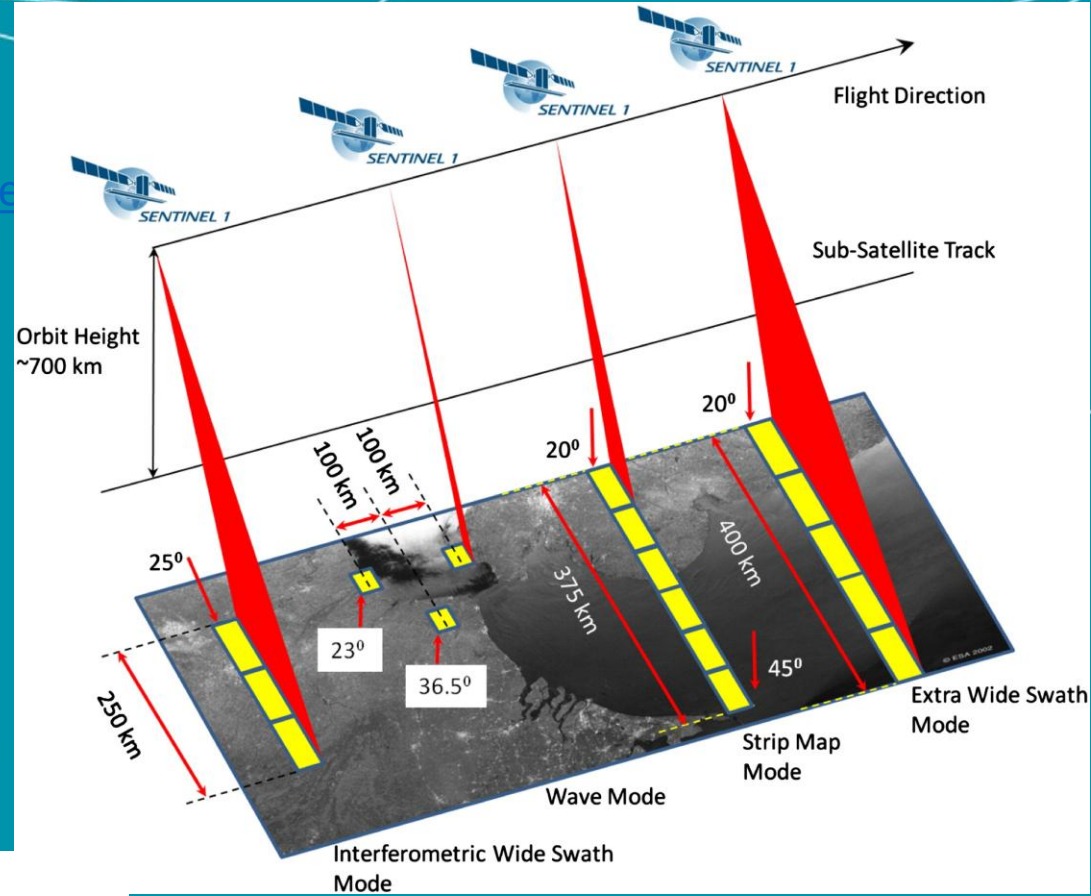 SENTINEL 1
SENTINEL 1
SENTINEL 1
SENTINEL 1
Flight Direction
Sub-Satellite Track
Orbit Height
~700 km
100 km
100 km
20⁰
20⁰
25⁰
23⁰
36.5⁰
375 km
400 km
45⁰
250 km
© ESA 2002
Extra Wide Swath
Mode
Strip Map
Mode
Wave Mode
Interferometric Wide Swath
Mode